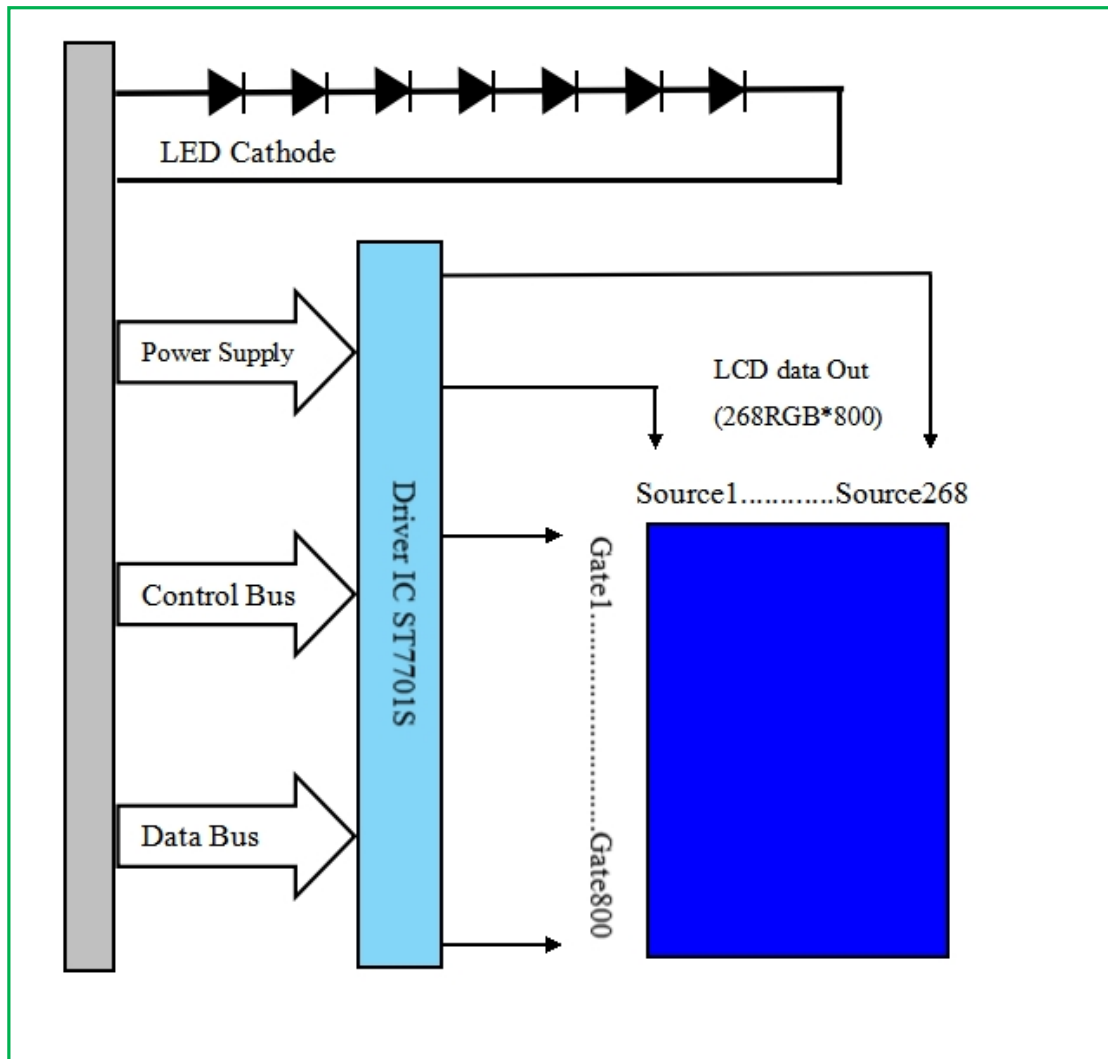 LED Cathode
Power Supply
LCD data Out
(268RGB*800)
Source1............Source268
Driver IC ST7701S
Gate1..............................Gate800
Control Bus
Data Bus